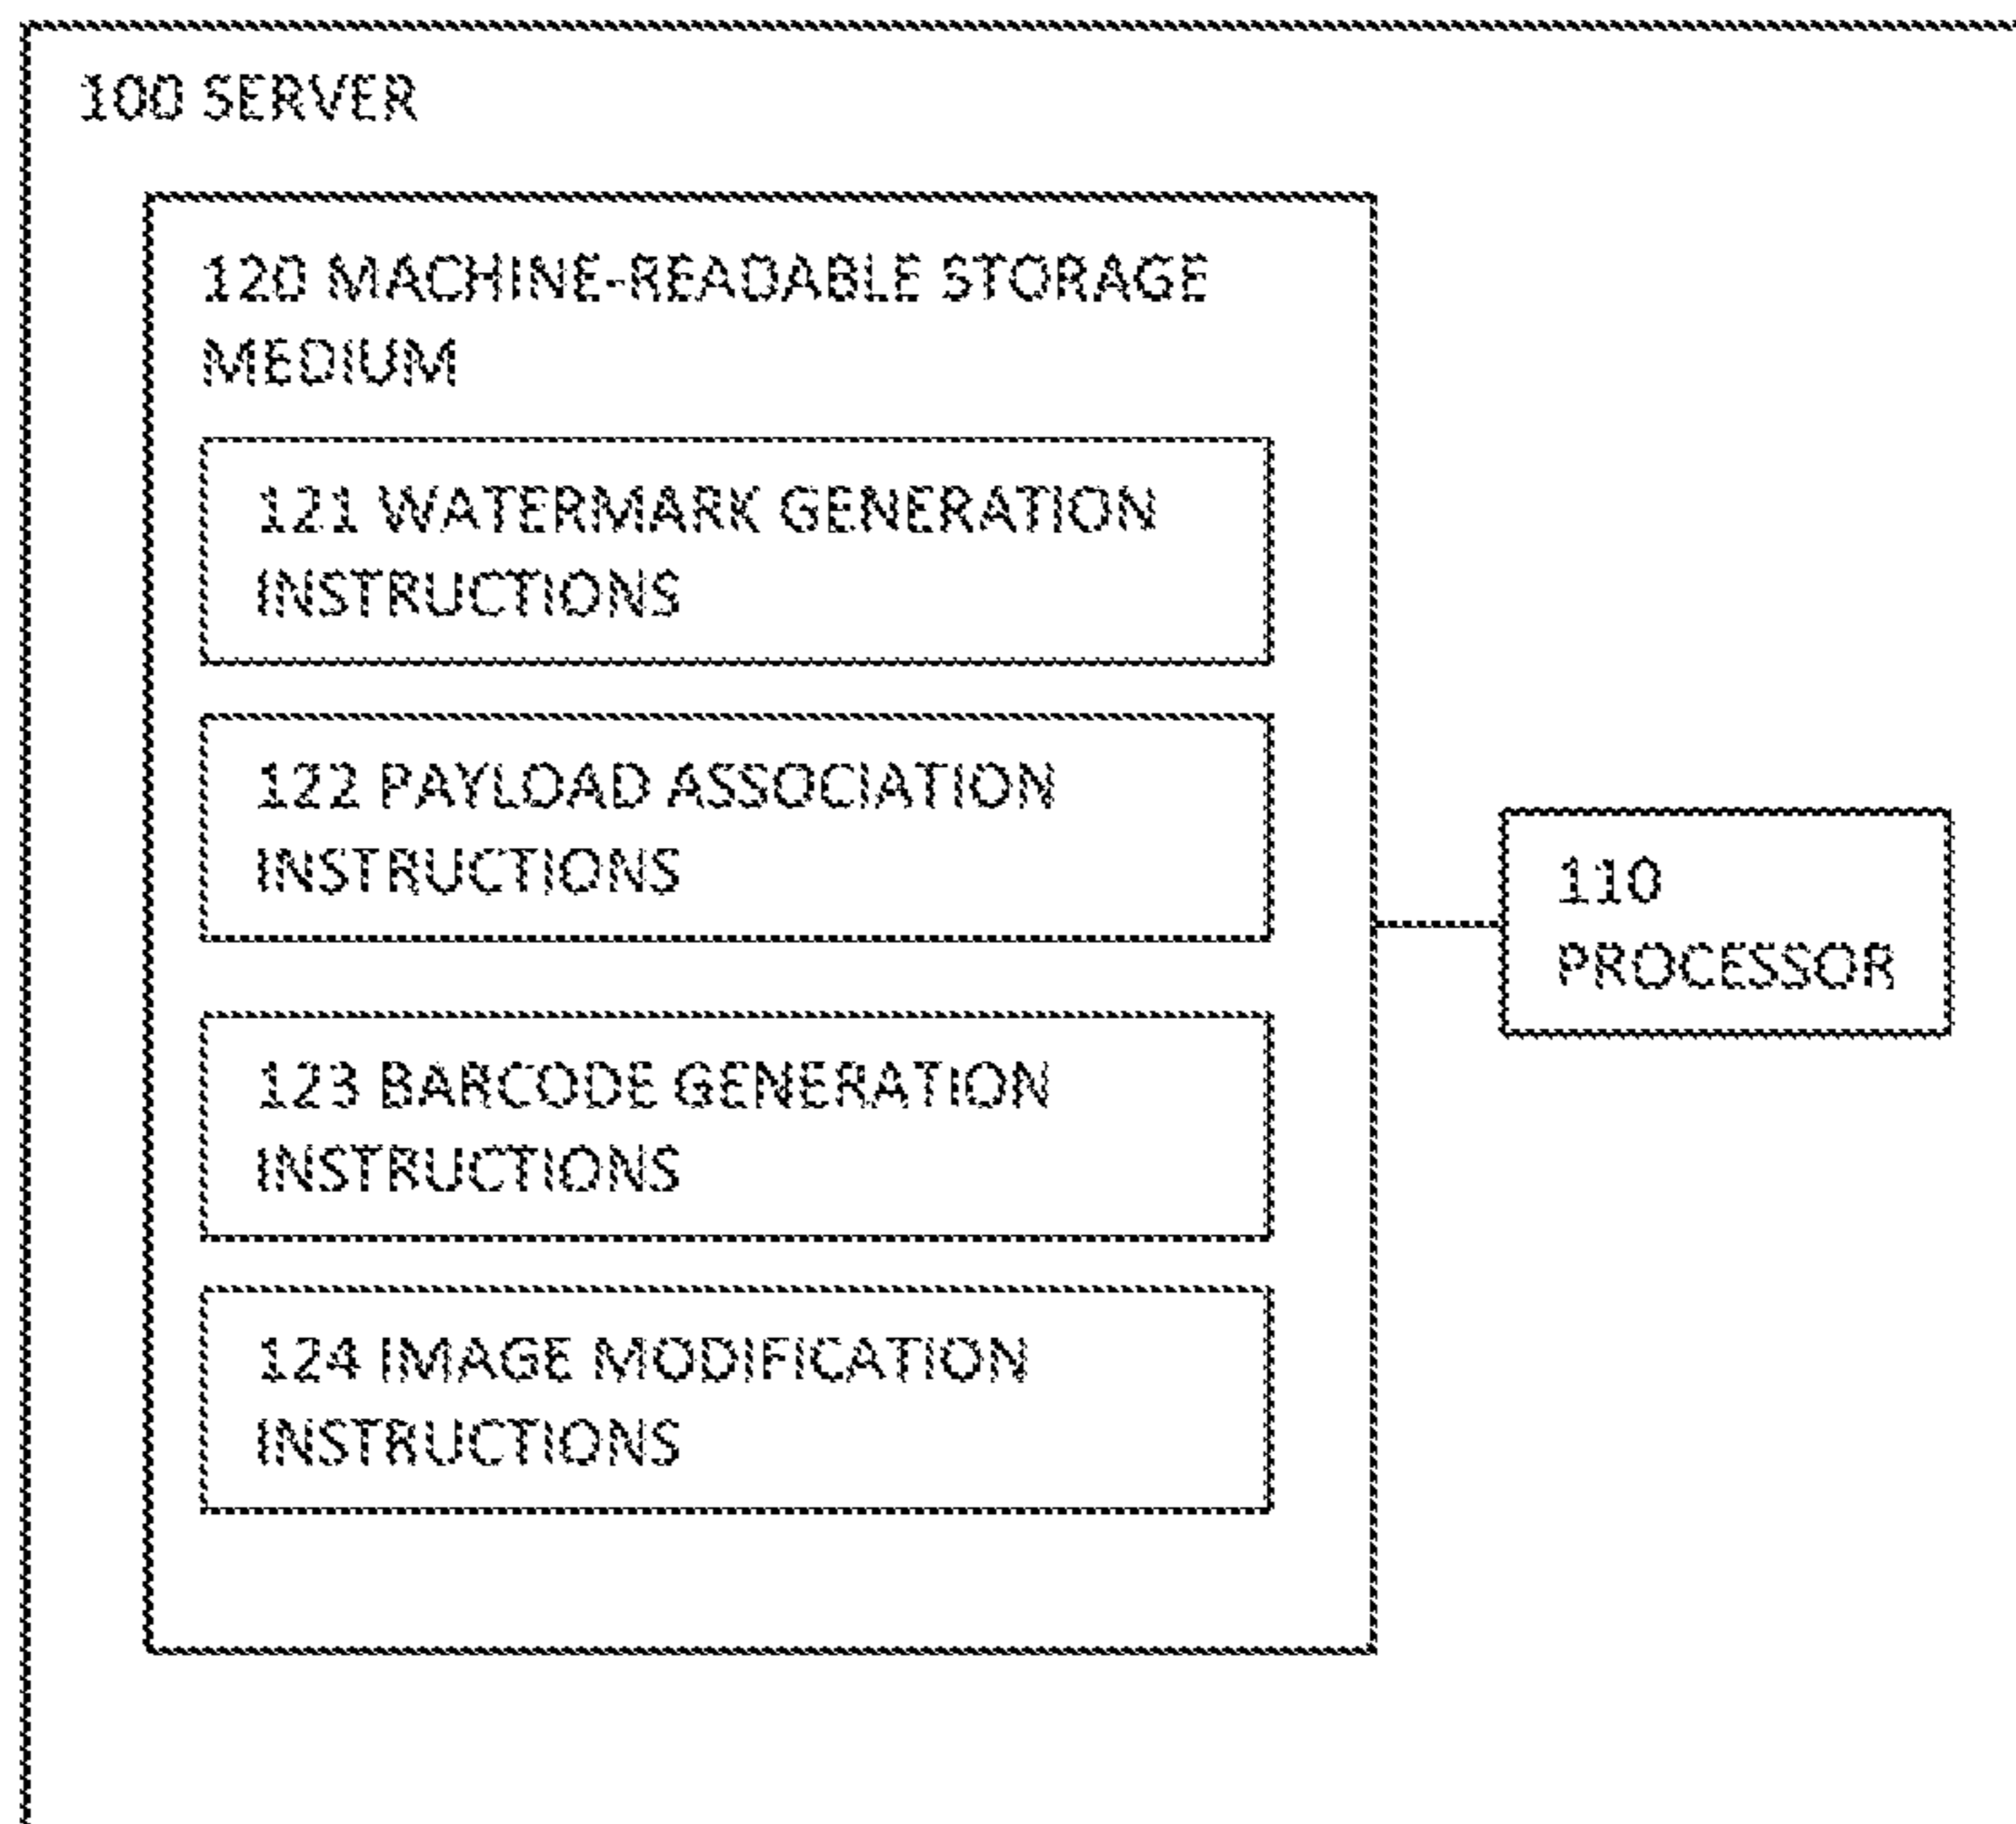 100 SERVER
120 MACHINE-READABLE STORAGE
MEDIUM
121 WATERMARK GENERATION
INSTRUCTIONS
122 PAYLOAD ASSOCIATION
INSTRUCTIONS
110
PROCESSOR
123 BARCODE GENERATION
INSTRUCTIONS
124 IMAGE MODIFICATION
INSTRUCTIONS